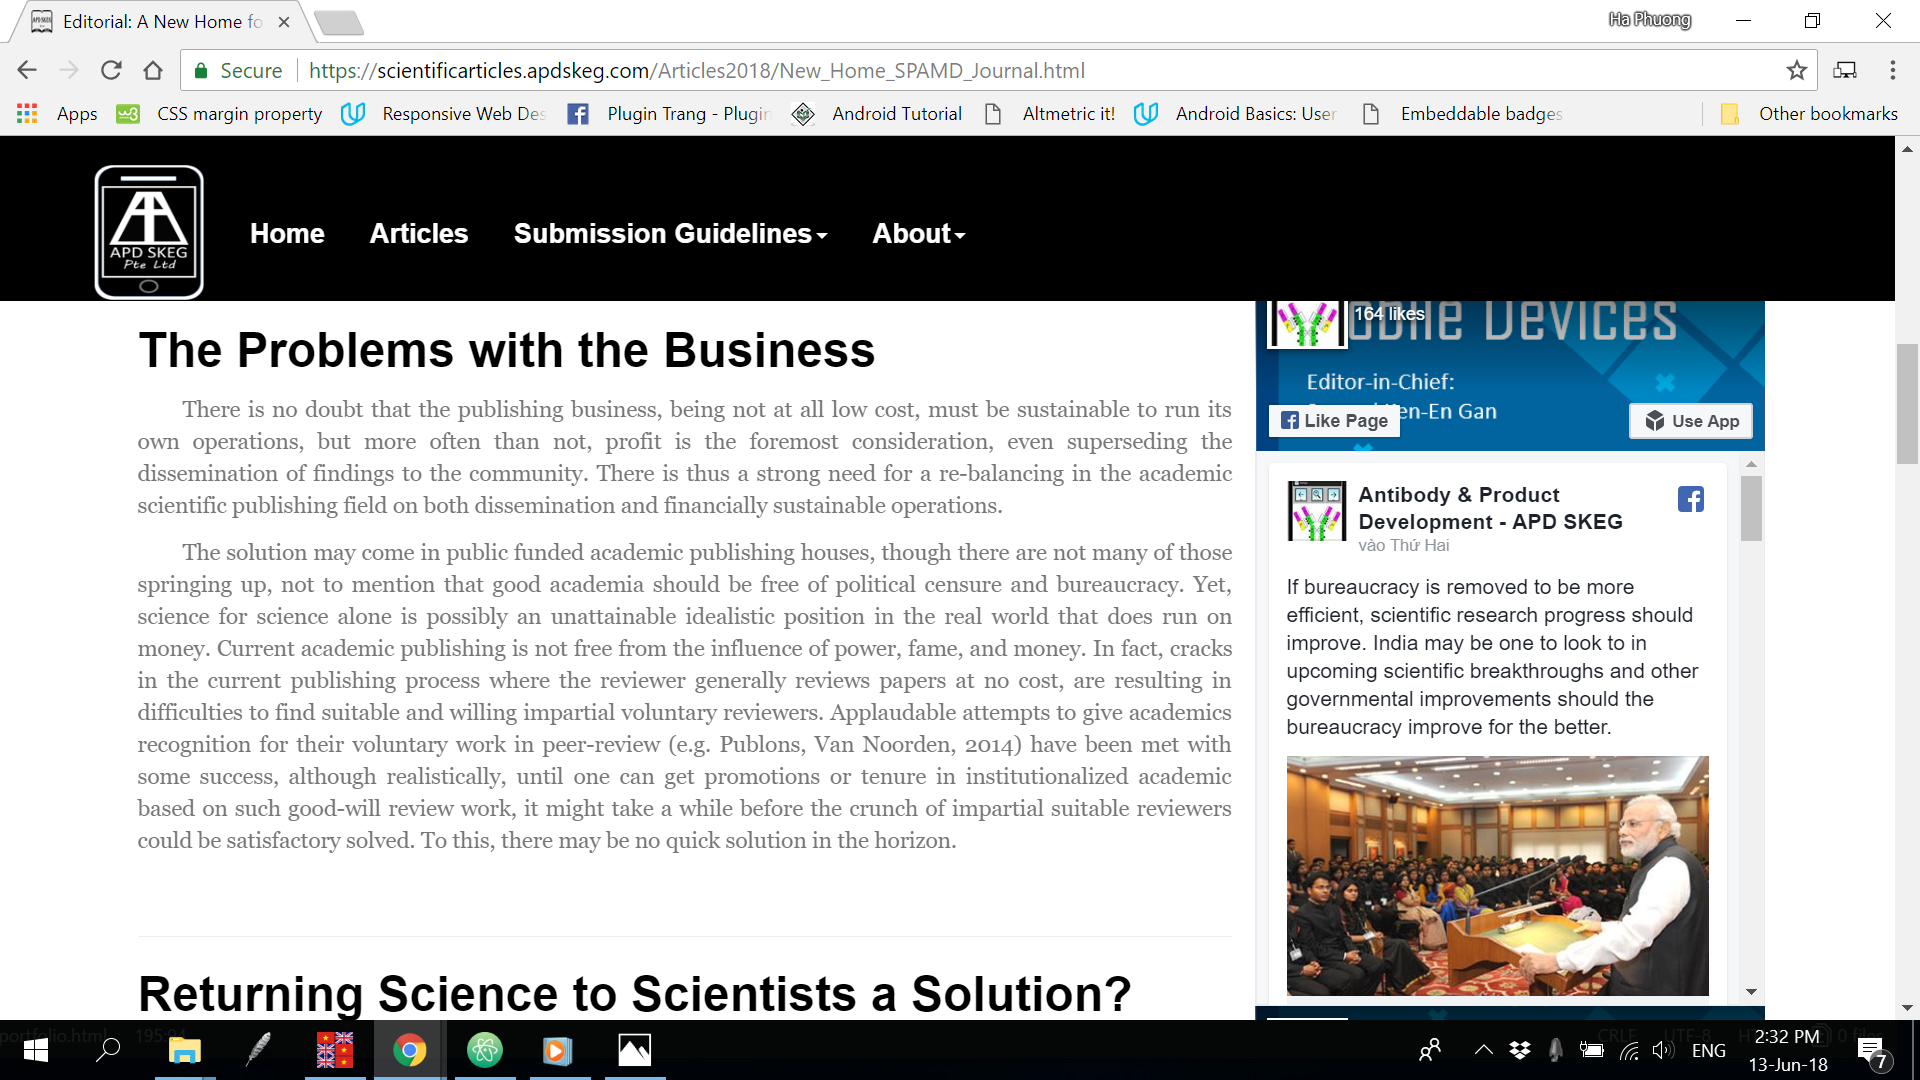 Editorial: A New Home fo
Ha Phuong
Secure
https://scientificarticles.apdskeg.com/Articles2018/New_Home_SPAMD_Journal.html
Apps
w3
CSS margin property
Responsive Web Des
Plugin Trang - Plugin
Android Tutorial
Altmetric it!
Android Basics: User
Embeddable badges
Other bookmarks
APD SKEG
Pte Ltd
Home
Articles
Submission Guidelines
About
The Problems with the Business
There is no doubt that the publishing business, being not at all low cost, must be sustainable to run its
own operations, but more often than not, profit is the foremost consideration, even superseding the
dissemination of findings to the community. There is thus a strong need for a re-balancing in the academic
scientific publishing field on both dissemination and financially sustainable operations.
The solution may come in public funded academic publishing houses, though there are not many of those
springing up, not to mention that good academia should be free of political censure and bureaucracy. Yet,
science for science alone is possibly an unattainable idealistic position in the real world that does run on
money. Current academic publishing is not free from the influence of power, fame, and money. In fact, cracks
in the current publishing process where the reviewer generally reviews papers at no cost, are resulting in
difficulties to find suitable and willing impartial voluntary reviewers. Applaudable attempts to give academics
recognition for their voluntary work in peer-review (e.g. Publons, Van Noorden, 2014) have been met with
some success, although realistically, until one can get promotions or tenure in institutionalized academic
based on such good-will review work, it might take a while before the crunch of impartial suitable reviewers
could be satisfactory solved. To this, there may be no quick solution in the horizon.
Returning Science to Scientists a Solution?
164 likes
obile Devices
Editor-in-Chief:
en-En Gan
Like Page
Use App
Antibody & Product
Development - APD SKEG
vào Thứ Hai
If bureaucracy is removed to be more
efficient, scientific research progress should
improve. India may be one to look to in
upcoming scientific breakthroughs and other
governmental improvements should the
bureaucracy improve for the better.
portfolio.html
195:94
CRLF
UTF-8
0 files
ENG
2:32 PM
13-Jun-18
7